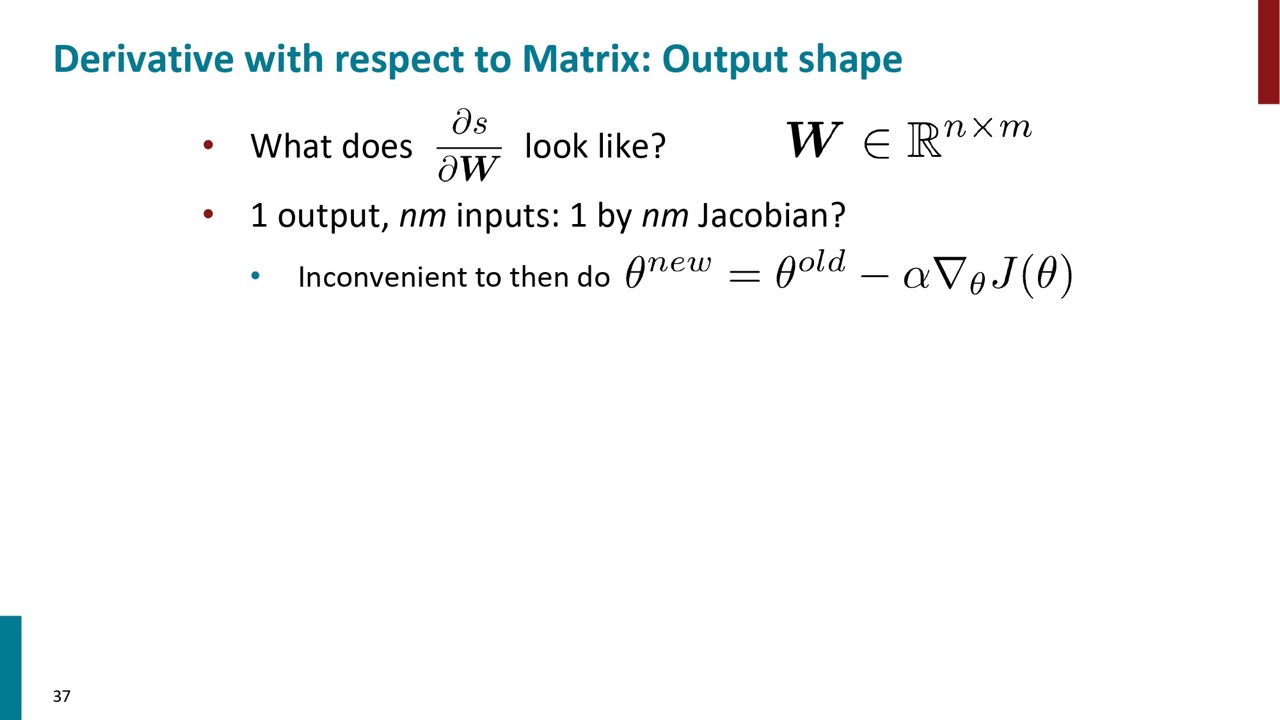 Derivative with respect to Matrix: Output shape
• What does $\frac{\partial s}{\partial \boldsymbol{W}}$ look like? $\boldsymbol{W} \in \mathbb{R}^{n \times m}$
• 1 output, nm inputs: 1 by nm Jacobian?
• Inconvenient to then do $\theta^{new} = \theta^{old} - \alpha \nabla_{\theta} J(\theta)$
37